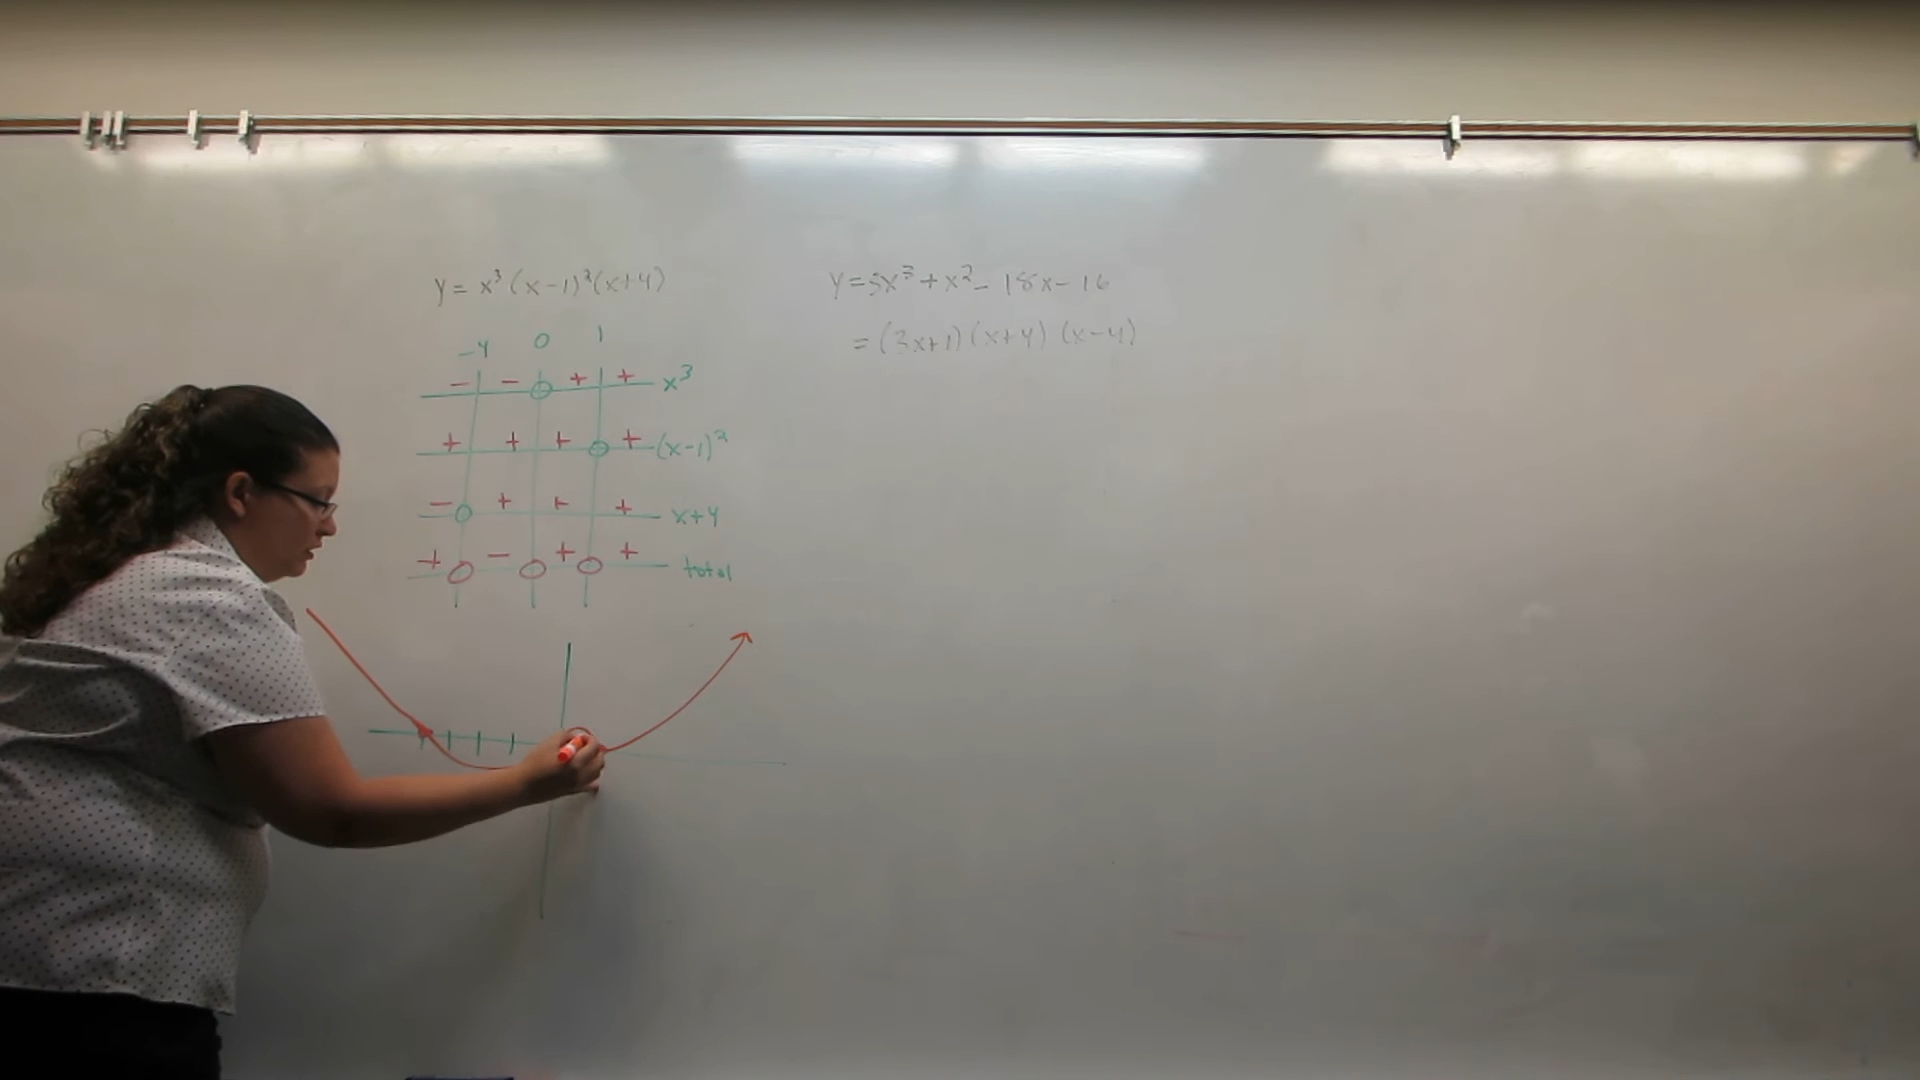 y = x³ (x-1)² (x+4)
-4 0 1
- - + + x³
+ + + + (x-1)²
- + + + x+4
+ - + + total
y = 3x³ + x² - 18x - 16
= (3x+1) (x+4) (x-4)